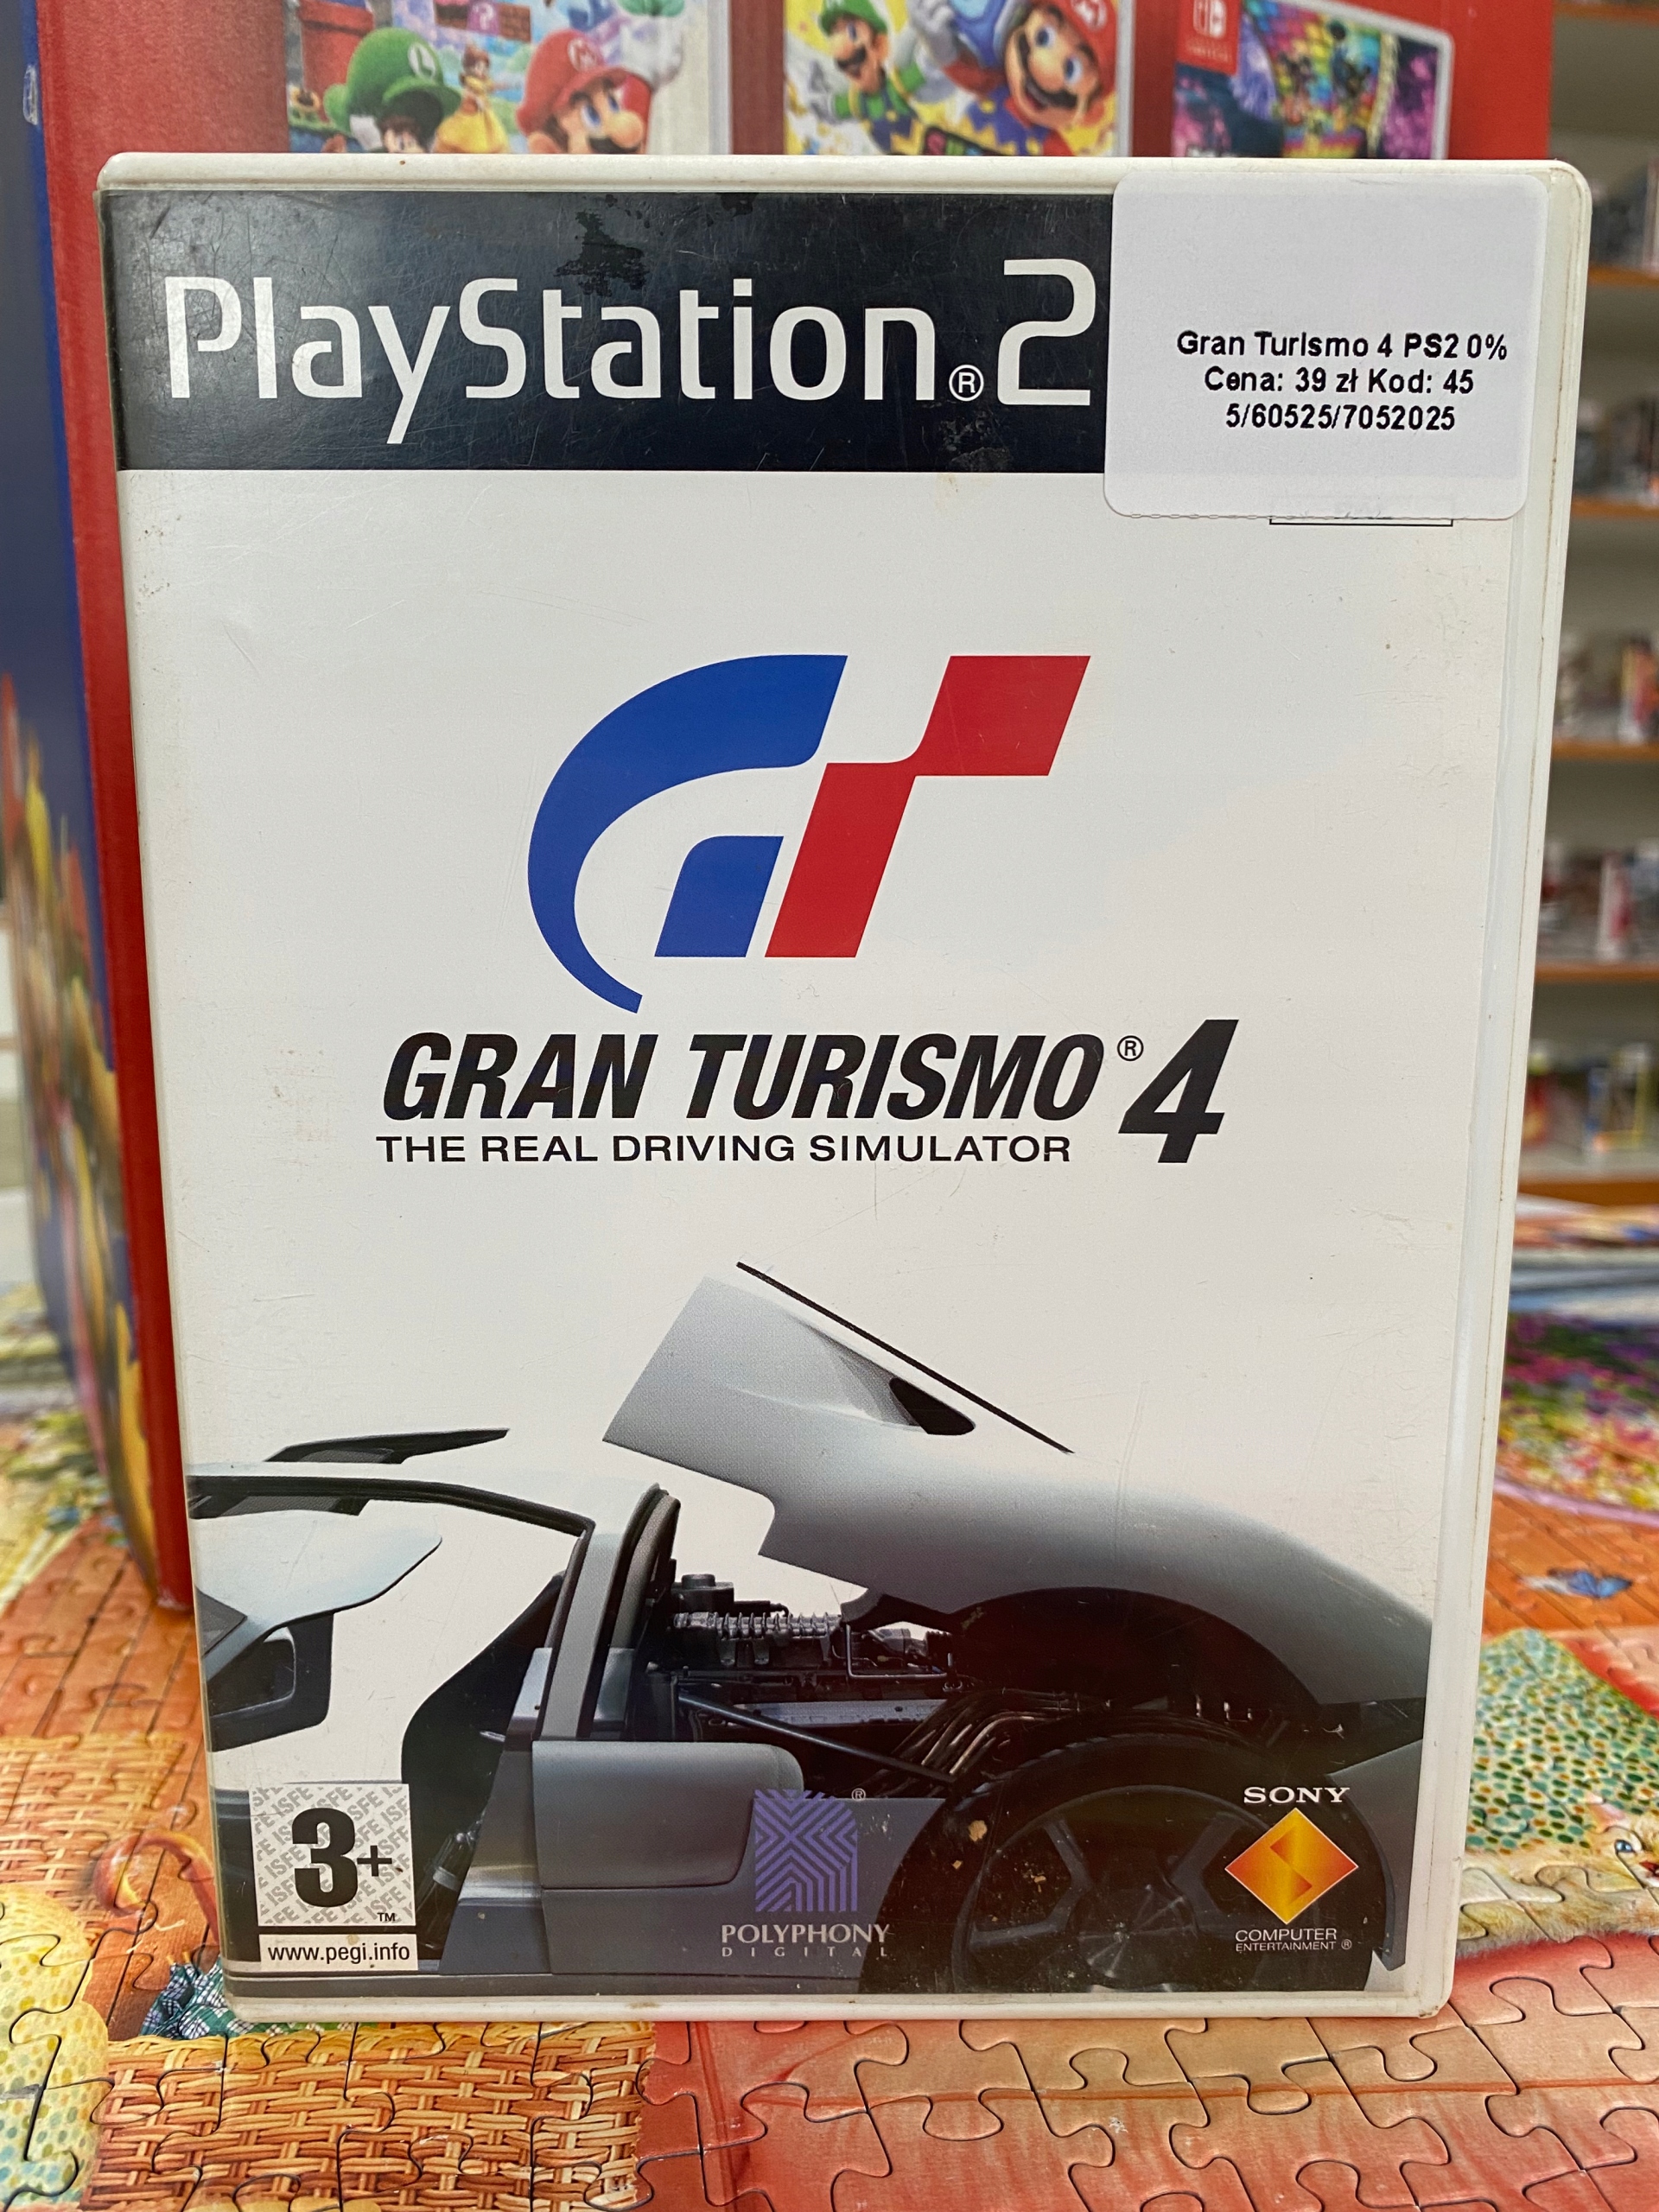 PlayStation®2
Gran Turismo 4 PS2 0%
Cena: 39 zł Kod: 45
5/60525/7052025
GRAN TURISMO®4
THE REAL DRIVING SIMULATOR
3+
TM
www.pegi.info
®
POLYPHONY
DIGITAL
SONY
COMPUTER
ENTERTAINMENT ®